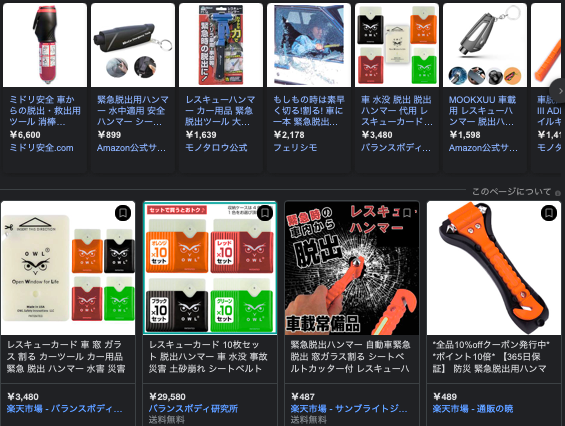 ミドリ安全 車か
らの脱出・救出用
ツール 消棒…
¥6,600
ミドリ安全.com
緊急脱出用ハンマ
ー 水中適用 安全
ハンマー シー…
¥899
Amazon公式サ…
レスキューハンマ
ー カー用品 緊急
脱出ツール 大…
¥1,639
モノタロウ公式
もしもの時は素早
く切る!割る! 車に
一本 緊急脱出…
¥2,178
フェリシモ
車 水没 脱出 脱出
ハンマー 代用 レ
スキューカード…
¥3,480
バランスボディ…
MOOKXUU 車載
用 レスキューハ
ンマー 脱出ハ…
¥1,598
Amazon公式サ…
車脱
III ADI
イルキ
¥1,41
モノタ
このページについて
OWL
Open Window for Life
セットで買うとおトク♪
オレンジ
×10
セット
レッド
×10
セット
ブラック
×10
セット
グリーン
×10
セット
緊急時の
車内から
脱出
レスキュー
ハンマー
車載常備品
レスキューカード 車 窓 ガラ
ス 割る カーツール カー用品
緊急 脱出 ハンマー 水害 災害
¥3,480
楽天市場 - バランスボディ…
レスキューカード 10枚セッ
ト 脱出ハンマー 車 水没 事故
災害 土砂崩れ シートベルト
¥29,580
バランスボディ研究所
送料無料
緊急脱出ハンマー 自動車緊急
脱出 窓ガラス割る シートベ
ルトカッター付 レスキューハ
¥487
楽天市場 - サンブライトジ…
送料無料
*全品10%offクーポン発行中*
*ポイント10倍* 【365日保
証】 防災 緊急脱出用ハンマ
¥489
楽天市場 - 通販の暁